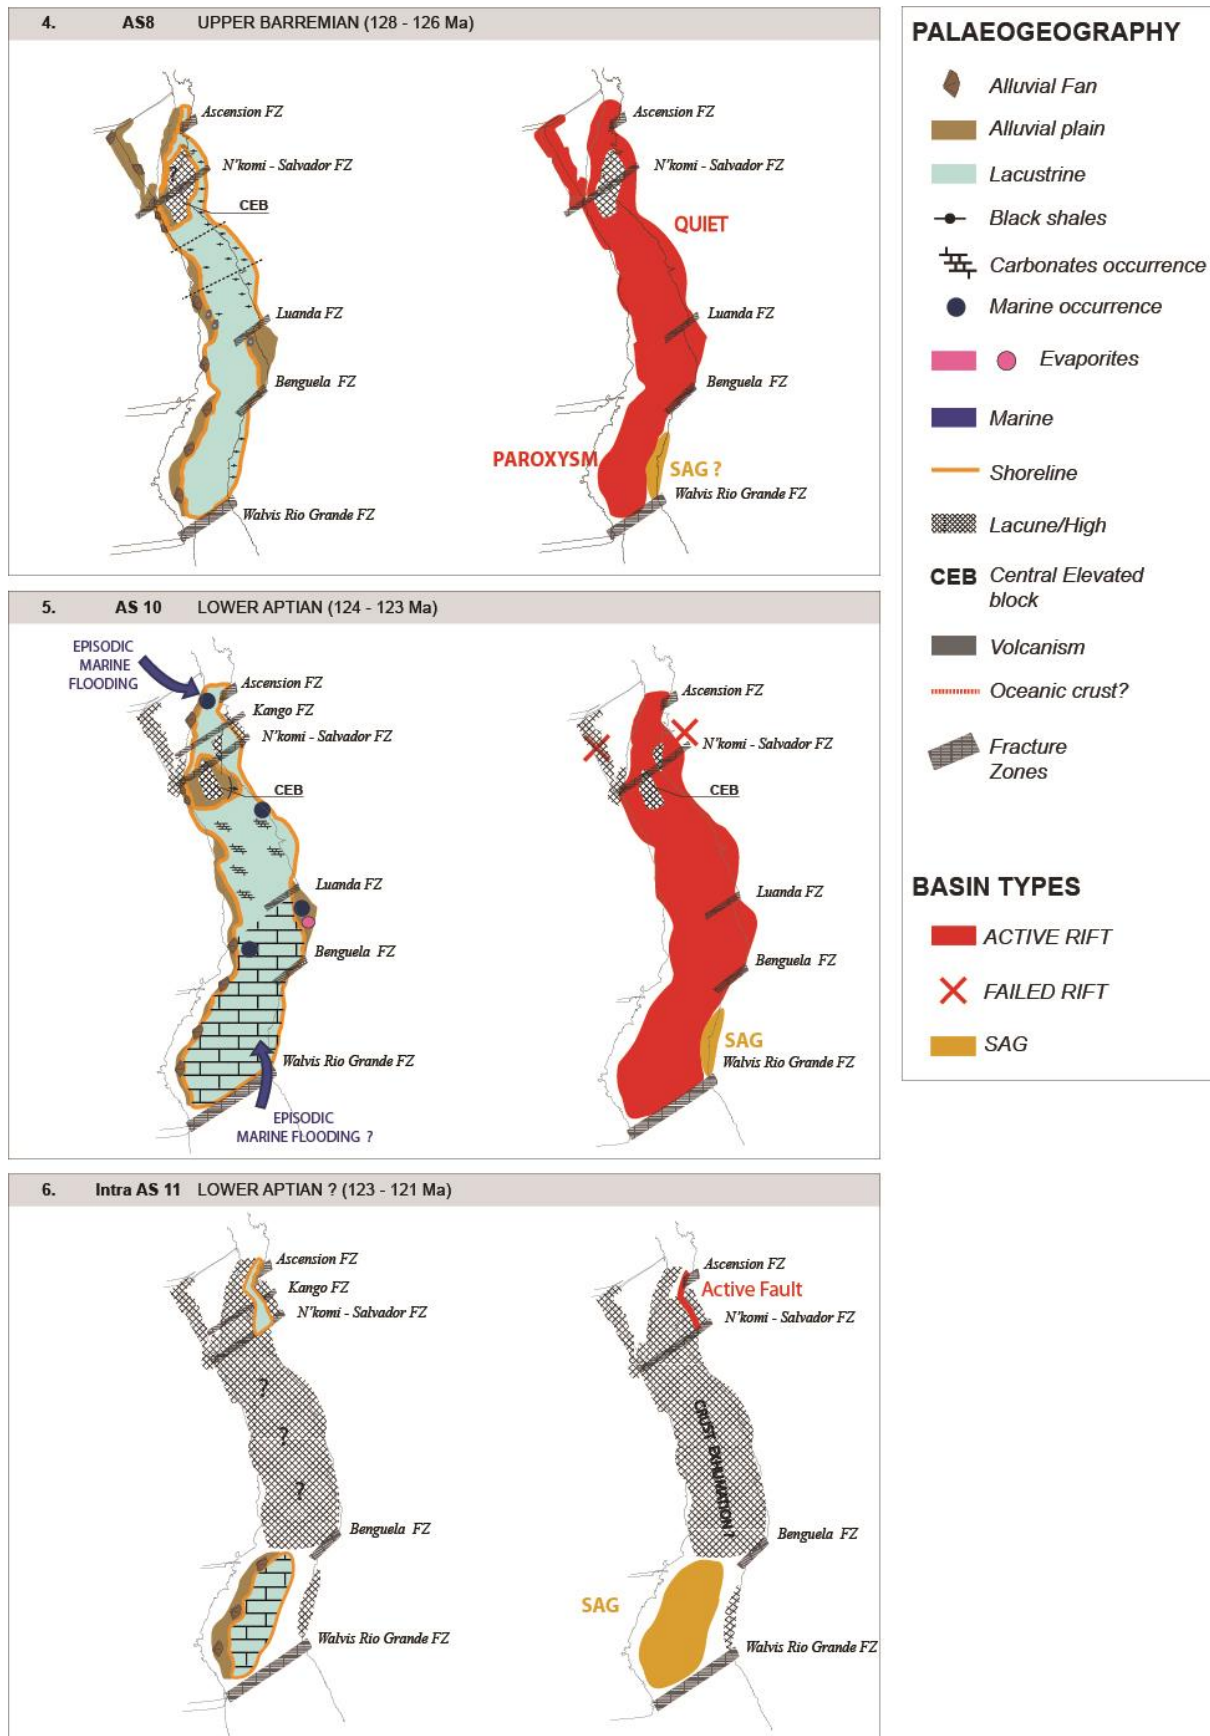 4. AS8 UPPER BARREMIAN (128 - 126 Ma)
Ascension FZ
N'komi - Salvador FZ
?
CEB
Luanda FZ
Benguela FZ
Walvis Rio Grande FZ
Ascension FZ
N'komi - Salvador FZ
QUIET
Luanda FZ
Benguela FZ
PAROXYSM
SAG ?
Walvis Rio Grande FZ
5. AS 10 LOWER APTIAN (124 - 123 Ma)
EPISODIC
MARINE
FLOODING
Ascension FZ
Kango FZ
N'komi - Salvador FZ
CEB
Luanda FZ
Benguela FZ
Walvis Rio Grande FZ
EPISODIC
MARINE FLOODING ?
Ascension FZ
N'komi - Salvador FZ
CEB
Luanda FZ
Benguela FZ
SAG
Walvis Rio Grande FZ
6. Intra AS 11 LOWER APTIAN ? (123 - 121 Ma)
Ascension FZ
Kango FZ
N'komi - Salvador FZ
?
?
?
Benguela FZ
Walvis Rio Grande FZ
Ascension FZ
Active Fault
N'komi - Salvador FZ
CRUST EXHUMATION?
Benguela FZ
SAG
Walvis Rio Grande FZ
PALAEOGEOGRAPHY
Alluvial Fan
Alluvial plain
Lacustrine
Black shales
Carbonates occurrence
Marine occurrence
Evaporites
Marine
Shoreline
Lacune/High
CEB Central Elevated
block
Volcanism
Oceanic crust?
Fracture
Zones
BASIN TYPES
ACTIVE RIFT
FAILED RIFT
SAG